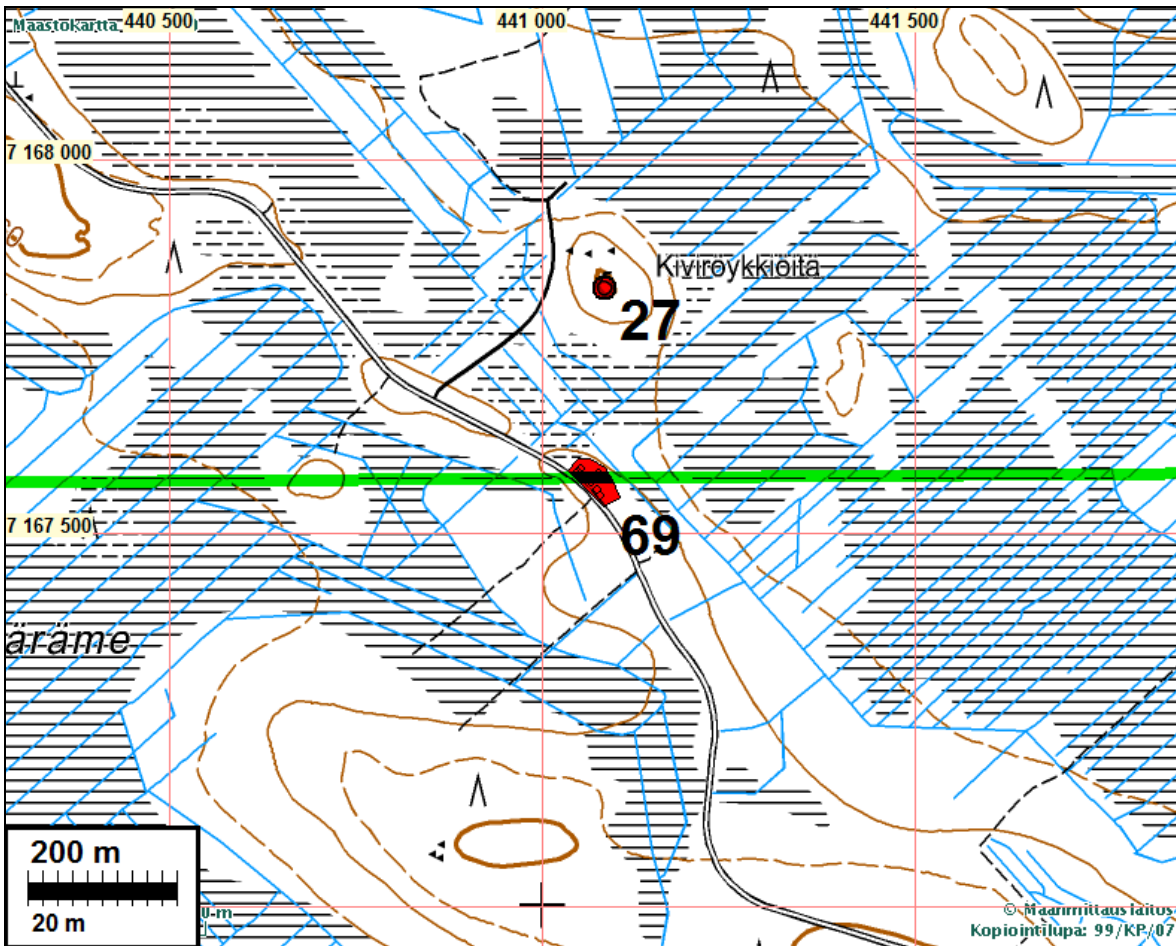 Maastokartta
440 500
441 000
441 500
7 168 000
Kiviröykkiöitä
27
7 167 500
69
äräme
200 m
20 m
0-m
© Maanmittauslaitos
Kopiointilupa: 99/KP/07